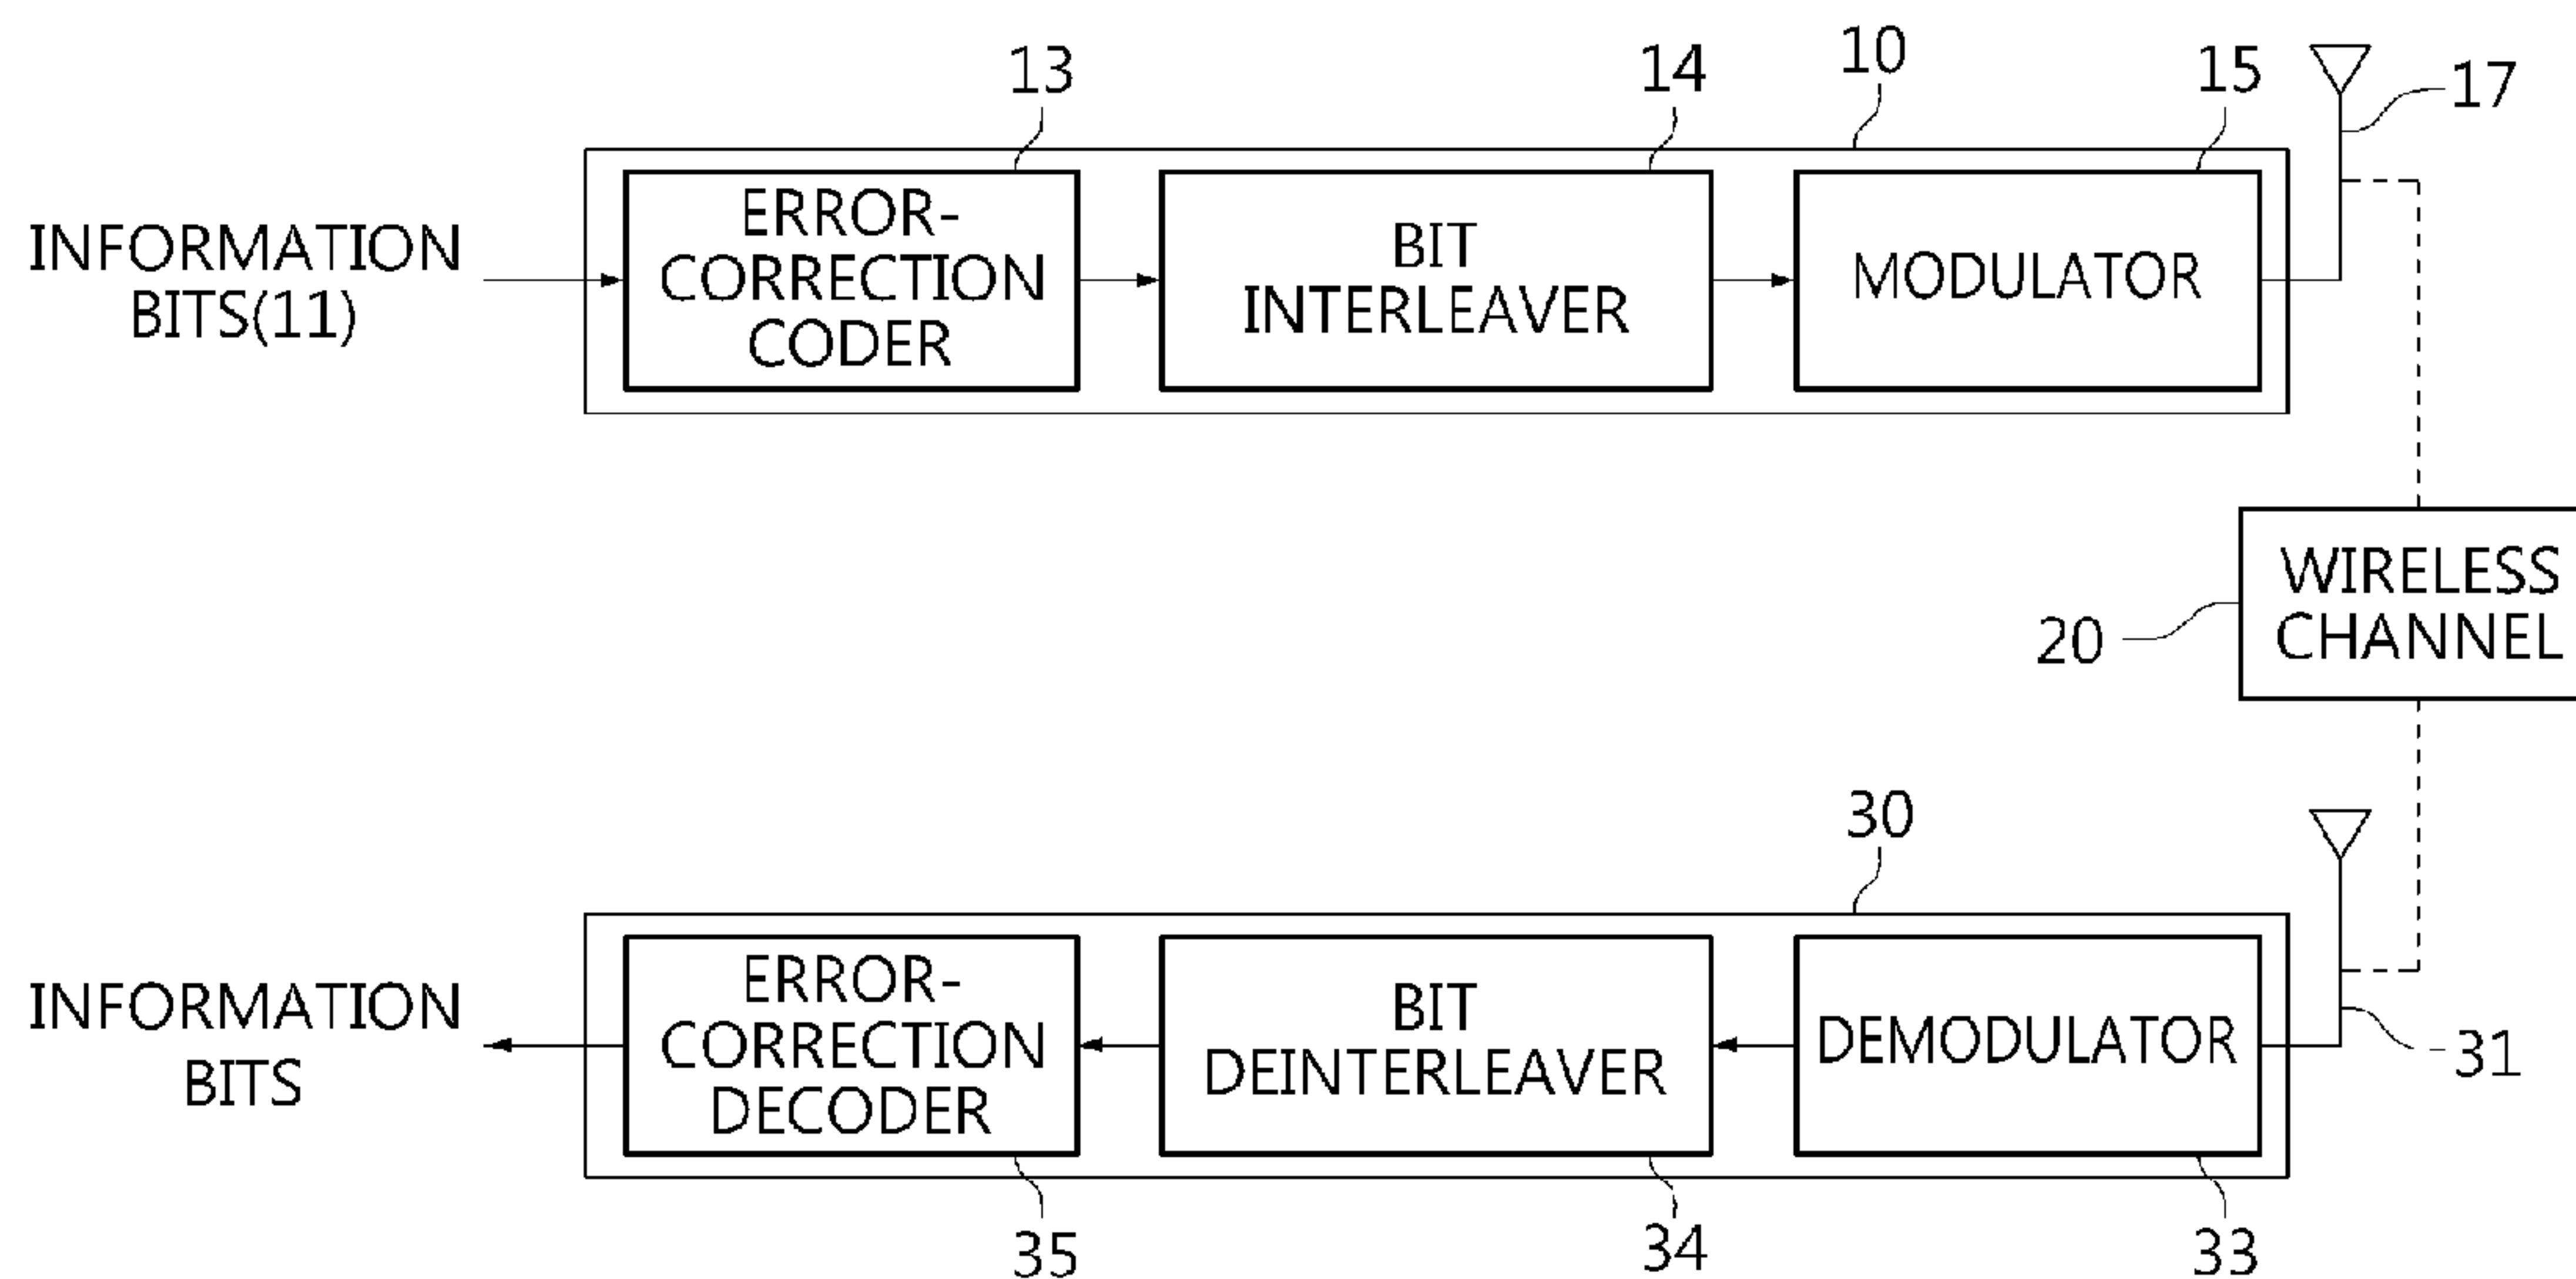 10
13
14
15
17
INFORMATION
BITS(11)
ERROR-
CORRECTION
CODER
BIT
INTERLEAVER
MODULATOR
WIRELESS
CHANNEL
20
30
INFORMATION
BITS
ERROR-
CORRECTION
DECODER
BIT
DEINTERLEAVER
DEMODULATOR
31
35
34
33